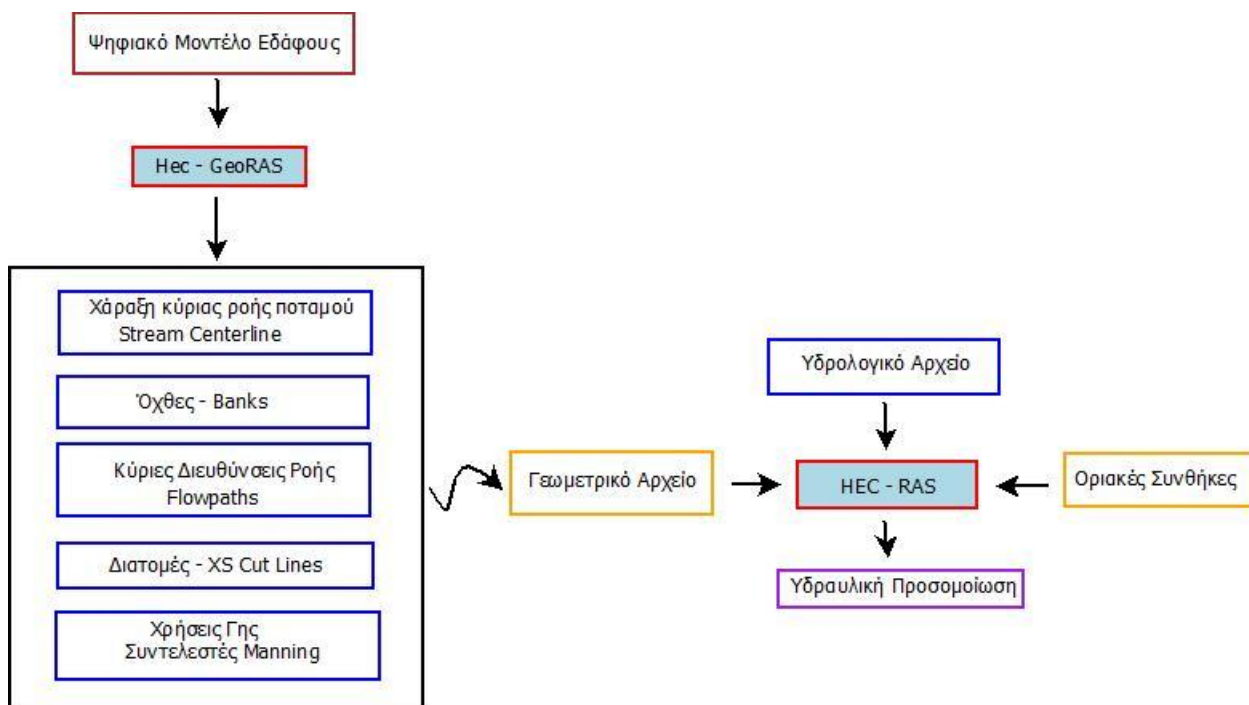 Ψηφιακό Μοντέλο Εδάφους
Hec - GeoRAS
Χάραξη κύριας ροής ποταμού
Stream Centerline
Όχθες - Banks
Κύριες Διευθύνσεις Ροής
Flowpaths
Διατομές - XS Cut Lines
Χρήσεις Γης
Συντελεστές Manning
Γεωμετρικό Αρχείο
Υδρολογικό Αρχείο
HEC - RAS
Οριακές Συνθήκες
Υδραυλική Προσομοίωση